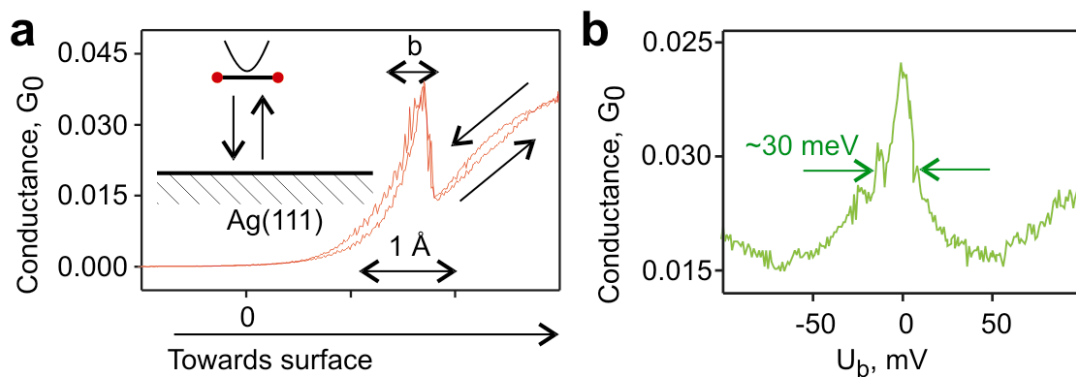 a
Conductance, G0
0.045
0.030
0.015
0.000
b
Ag(111)
1 Å
0
Towards surface
b
Conductance, G0
0.025
0.030
0.015
~30 meV
-50
0
50
Ub, mV